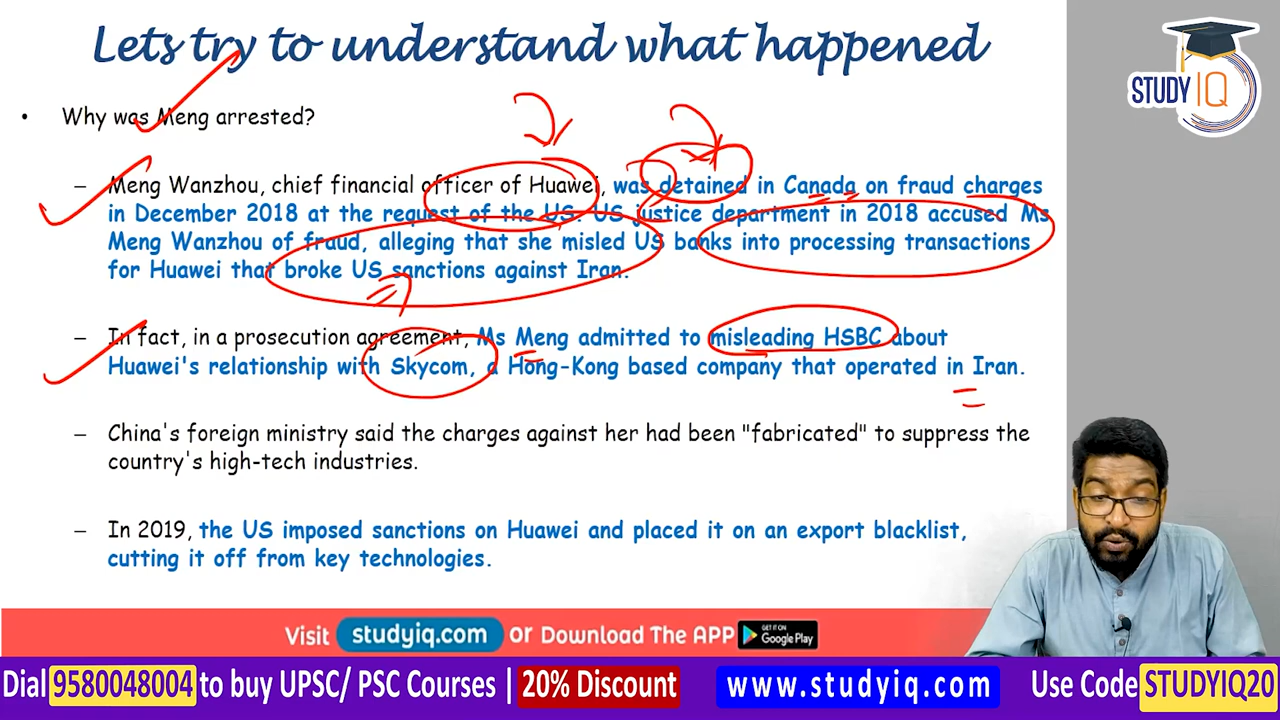 Lets try to understand what happened
STUDY IQ
• Why was Meng arrested?
– Meng Wanzhou, chief financial officer of Huawei, was detained in Canada on fraud charges
in December 2018 at the request of the US. US justice department in 2018 accused Ms
Meng Wanzhou of fraud, alleging that she misled US banks into processing transactions
for Huawei that broke US sanctions against Iran.
– In fact, in a prosecution agreement, Ms Meng admitted to misleading HSBC about
Huawei's relationship with Skycom, a Hong-Kong based company that operated in Iran.
– China's foreign ministry said the charges against her had been "fabricated" to suppress the
country's high-tech industries.
– In 2019, the US imposed sanctions on Huawei and placed it on an export blacklist,
cutting it off from key technologies.
Visit studyiq.com or Download The APP GET IT ON Google Play
Dial 9580048004 to buy UPSC/ PSC Courses | 20% Discount www.studyiq.com Use Code STUDYIQ20